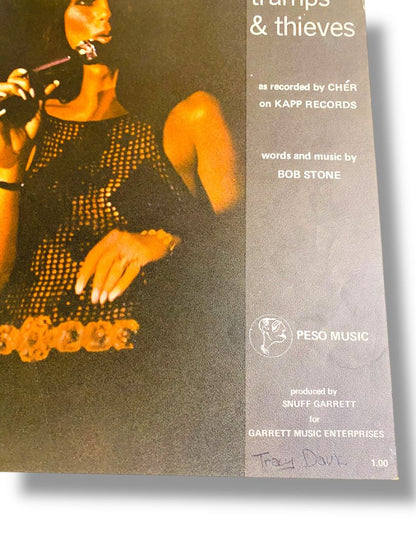 & thieves
as recorded by CHÉR
on KAPP RECORDS
words and music by
BOB STONE
PESO MUSIC
produced by
SNUFF GARRETT
for
GARRETT MUSIC ENTERPRISES
Tracy
1.00